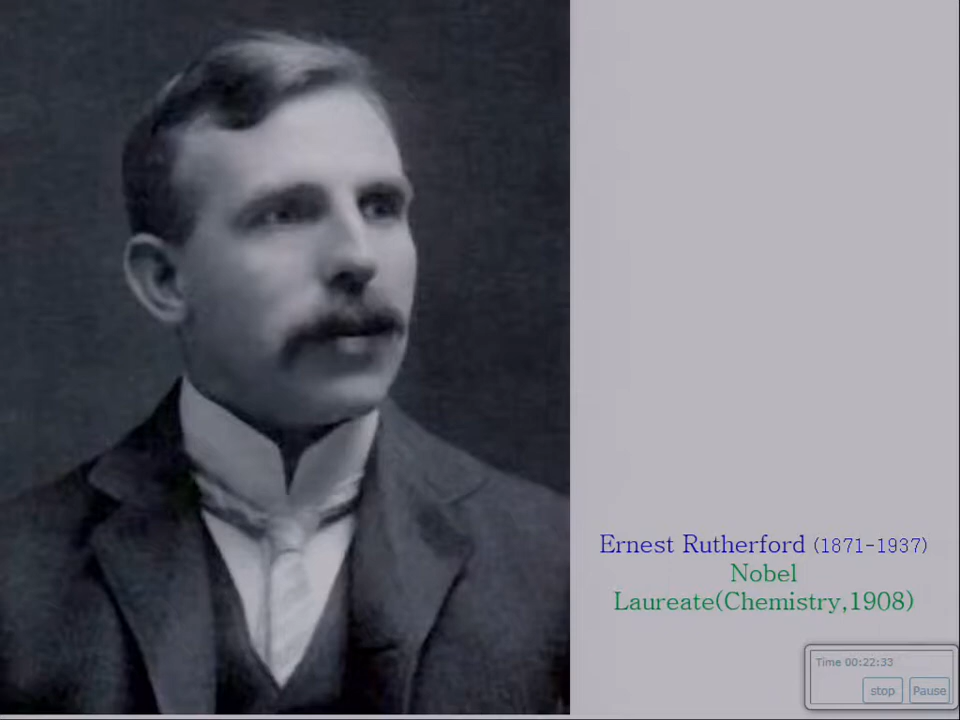 Ernest Rutherford (1871-1937)
Nobel
Laureate(Chemistry,1908)
Time 00:22:33
stop Pause